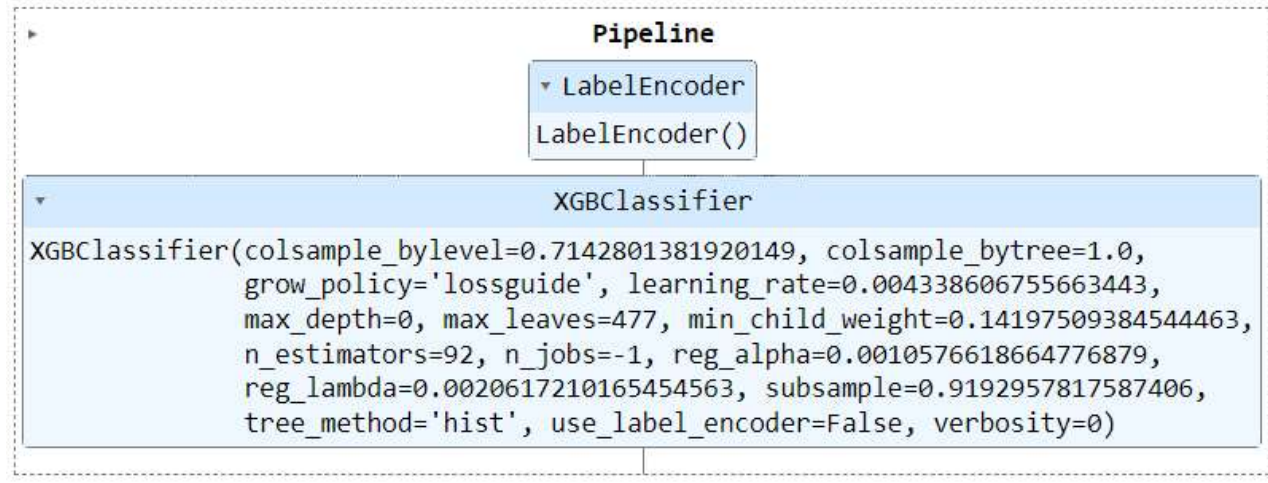 Pipeline
LabelEncoder
LabelEncoder()
XGBClassifier
XGBClassifier(colsample_bylevel=0.7142801381920149, colsample_bytree=1.0,
grow_policy='lossguide', learning_rate=0.004338606755663443,
max_depth=0, max_leaves=477, min_child_weight=0.14197509384544463,
n_estimators=92, n_jobs=-1, reg_alpha=0.0010576618664776879,
reg_lambda=0.0020617210165454563, subsample=0.9192957817587406,
tree_method='hist', use_label_encoder=False, verbosity=0)